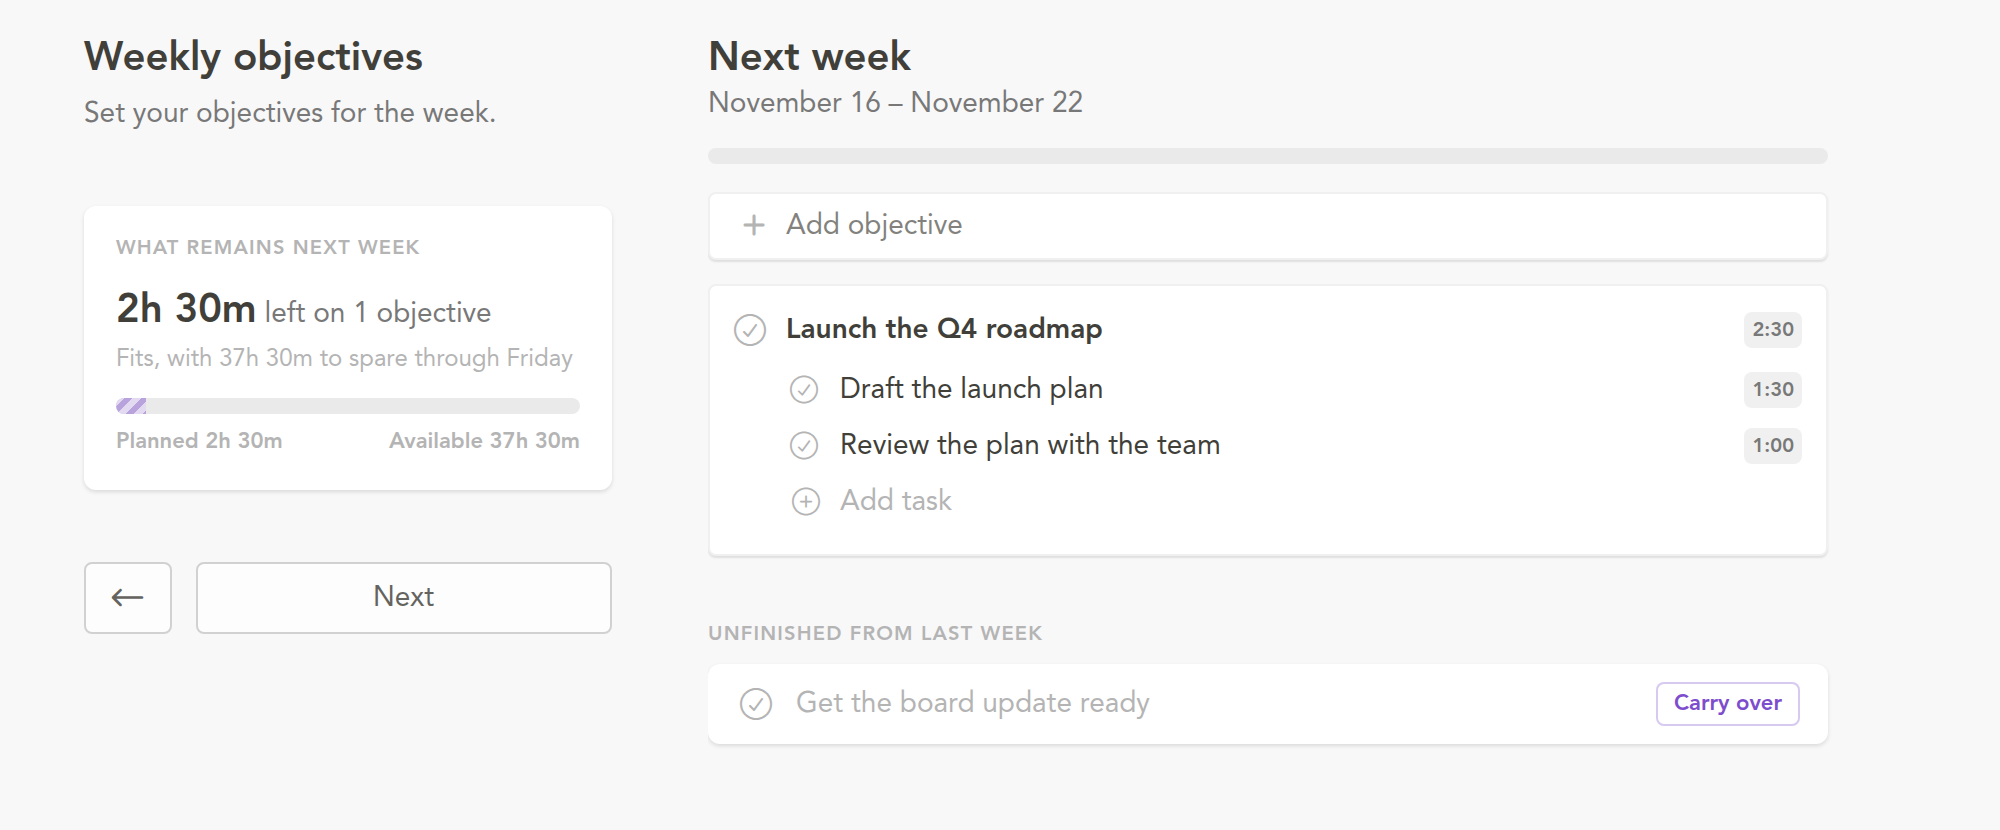 Weekly objectives
Set your objectives for the week.
WHAT REMAINS NEXT WEEK
2h 30m left on 1 objective
Fits, with 37h 30m to spare through Friday
Planned 2h 30m
Available 37h 30m
Next
Next week
November 16 – November 22
Add objective
Launch the Q4 roadmap 2:30
Draft the launch plan 1:30
Review the plan with the team 1:00
Add task
UNFINISHED FROM LAST WEEK
Get the board update ready
Carry over